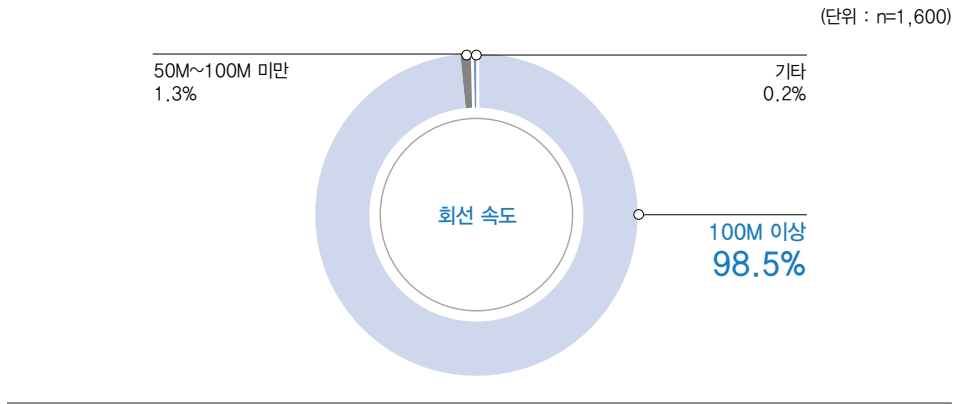 (단위 : n=1,600)
50M~100M 미만
1.3%
기타
0.2%
회선 속도
100M 이상
98.5%